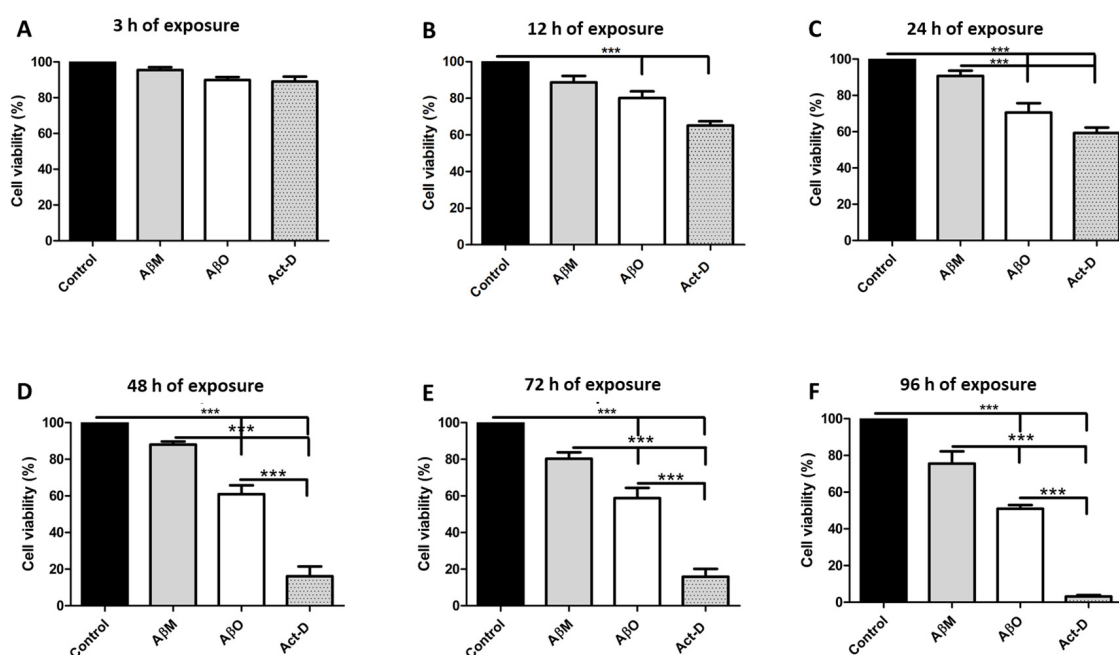 A
3 h of exposure
Cell viability (%)
100
80
60
40
20
0
Control
AβM
AβO
Act-D
B
12 h of exposure
***
Cell viability (%)
100
80
60
40
20
0
Control
AβM
AβO
Act-D
C
24 h of exposure
***
***
Cell viability (%)
100
80
60
40
20
0
Control
AβM
AβO
Act-D
D
48 h of exposure
***
***
***
Cell viability (%)
100
80
60
40
20
0
Control
AβM
AβO
Act-D
E
72 h of exposure
***
***
***
Cell viability (%)
100
80
60
40
20
0
Control
AβM
AβO
Act-D
F
96 h of exposure
***
***
***
Cell viability (%)
100
80
60
40
20
0
Control
AβM
AβO
Act-D